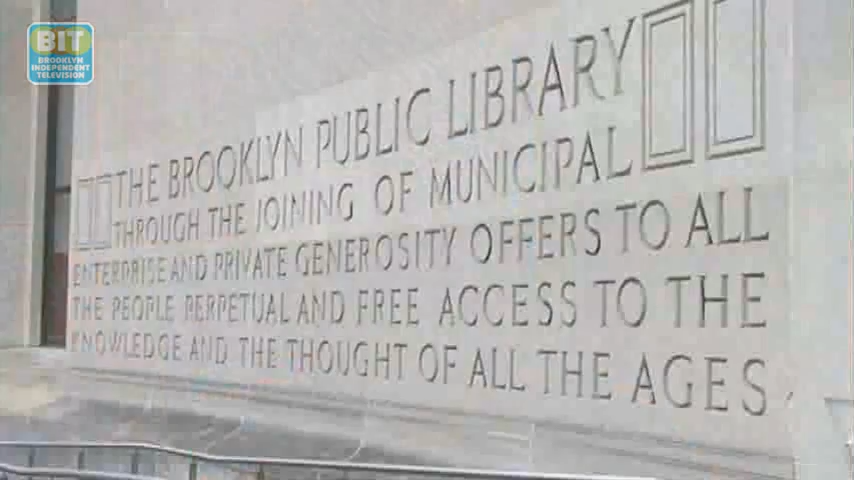 BIT
BROOKLYN
INDEPENDENT
TELEVISION
THE BROOKLYN PUBLIC LIBRARY
THROUGH THE JOINING OF MUNICIPAL
ENTERPRISE AND PRIVATE GENEROSITY OFFERS TO ALL
THE PEOPLE PERPETUAL AND FREE ACCESS TO THE
KNOWLEDGE AND THE THOUGHT OF ALL THE AGES